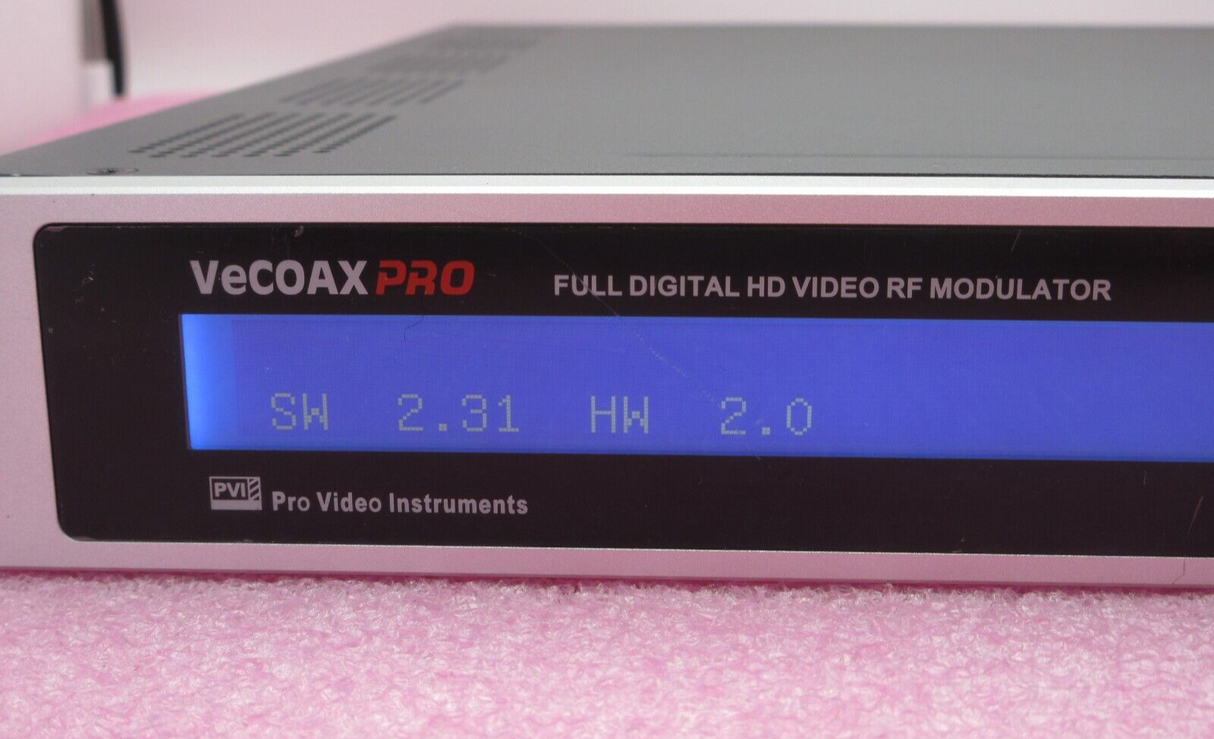 VeCOAX PRO FULL DIGITAL HD VIDEO RF MODULATOR
SW 2.31 HW 2.0
PVI Pro Video Instruments